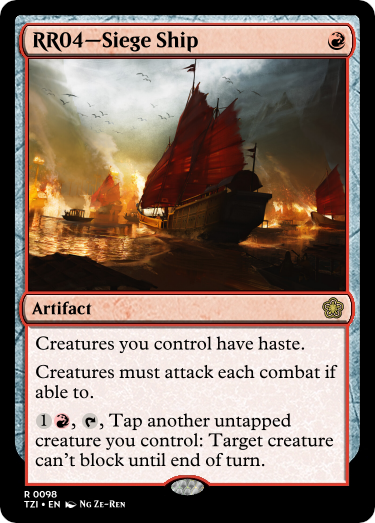 RR04—Siege Ship
Artifact
Creatures you control have haste.
Creatures must attack each combat if
able to.
1, , Tap another untapped
creature you control: Target creature
can't block until end of turn.
R 0098
TZI • EN Ng Ze-Ren